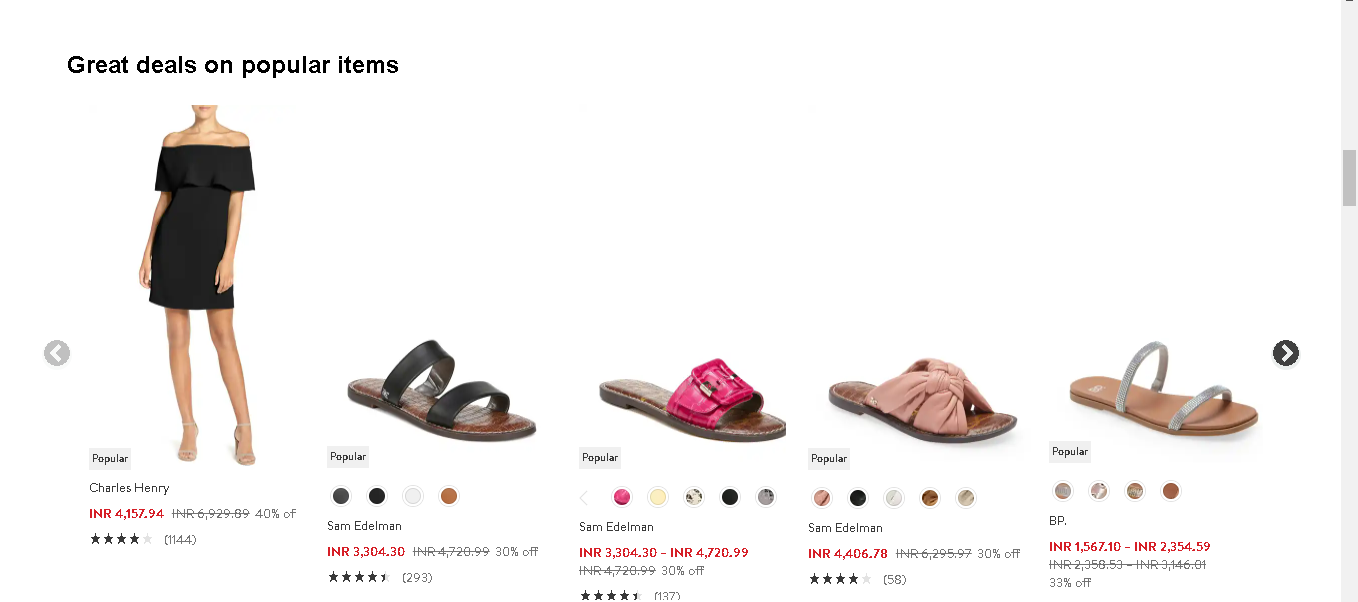 Great deals on popular items
Popular
Charles Henry
INR 4,157.94 INR 6,929.89 40% off
(1144)
Popular
Sam Edelman
INR 3,304.30 INR 4,720.99 30% off
(293)
Popular
Sam Edelman
INR 3,304.30 – INR 4,720.99
INR 4,720.99 30% off
(137)
Popular
Sam Edelman
INR 4,406.78 INR 6,295.97 30% off
(58)
Popular
BP.
INR 1,567.10 – INR 2,354.59
INR 2,358.53 – INR 3,146.01
33% off